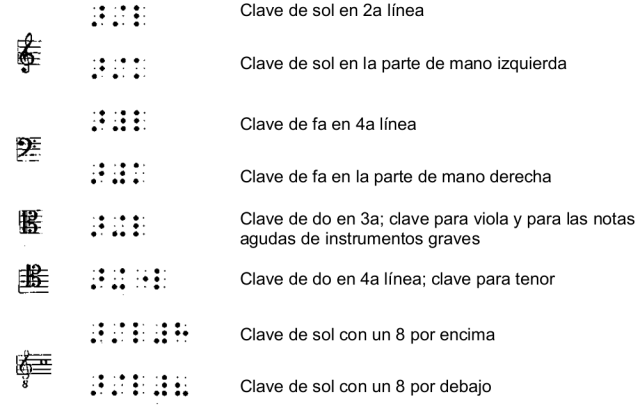 Clave de sol en 2a línea
Clave de sol en la parte de mano izquierda
Clave de fa en 4a línea
Clave de fa en la parte de mano derecha
Clave de do en 3a; clave para viola y para las notas
agudas de instrumentos graves
Clave de do en 4a línea; clave para tenor
Clave de sol con un 8 por encima
8
Clave de sol con un 8 por debajo